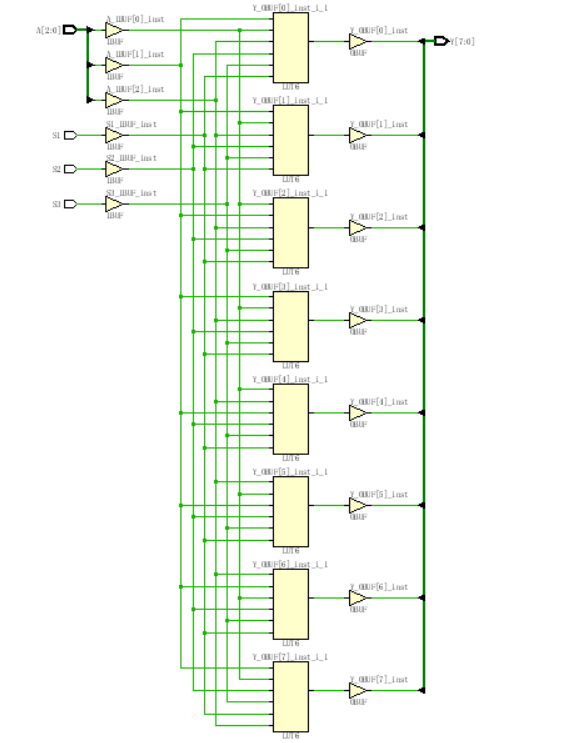 Y_OBUF[0]_inst_i_1
A[2:0]
A_IBUF[0]_inst
IBUF
Y_OBUF[0]_inst
OBUF
Y[7:0]
A_IBUF[1]_inst
IBUF
LUT6
A_IBUF[2]_inst
IBUF
Y_OBUF[1]_inst_i_1
S1
S1_IBUF_inst
IBUF
Y_OBUF[1]_inst
OBUF
S2
S2_IBUF_inst
IBUF
LUT6
S3
S3_IBUF_inst
IBUF
Y_OBUF[2]_inst_i_1
Y_OBUF[2]_inst
OBUF
LUT6
Y_OBUF[3]_inst_i_1
Y_OBUF[3]_inst
OBUF
LUT6
Y_OBUF[4]_inst_i_1
Y_OBUF[4]_inst
OBUF
LUT6
Y_OBUF[5]_inst_i_1
Y_OBUF[5]_inst
OBUF
LUT6
Y_OBUF[6]_inst_i_1
Y_OBUF[6]_inst
OBUF
LUT6
Y_OBUF[7]_inst_i_1
Y_OBUF[7]_inst
OBUF
LUT6